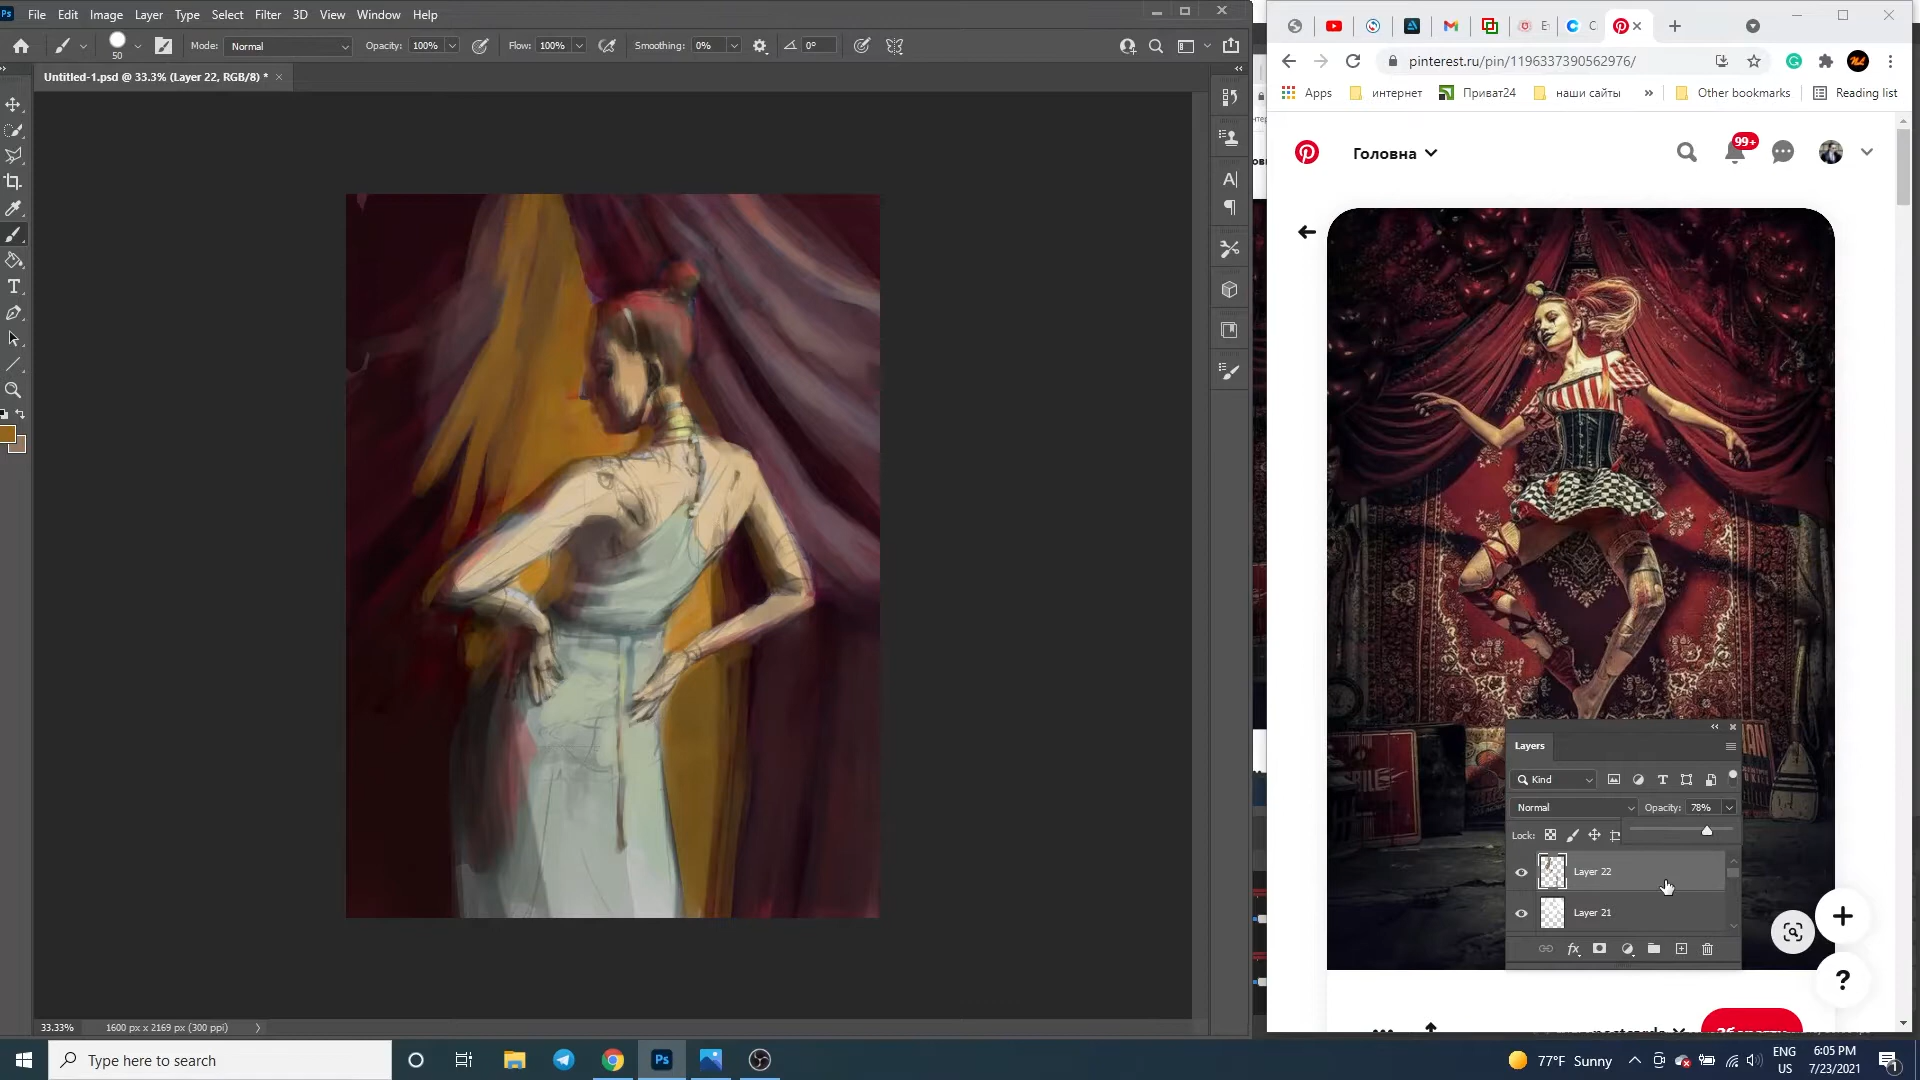 File Edit Image Layer Type Select Filter 3D View Window Help
50
Mode: Normal Opacity: 100% Flow: 100% Smoothing: 0% 0°
Untitled-1.psd @ 33.3% (Layer 22, RGB/8) * ×
33.33% 1600 px x 2169 px (300 ppi)
pinterest.ru/pin/1196337390562976/
Apps интернет Приват24 наши сайты » Other bookmarks Reading list
Головна
99+
Layers
Kind
Normal Opacity: 78%
Lock:
Layer 22
Layer 21
fx
?
Type here to search
Ps
77°F Sunny
ENG
US
6:05 PM
7/23/2021
1